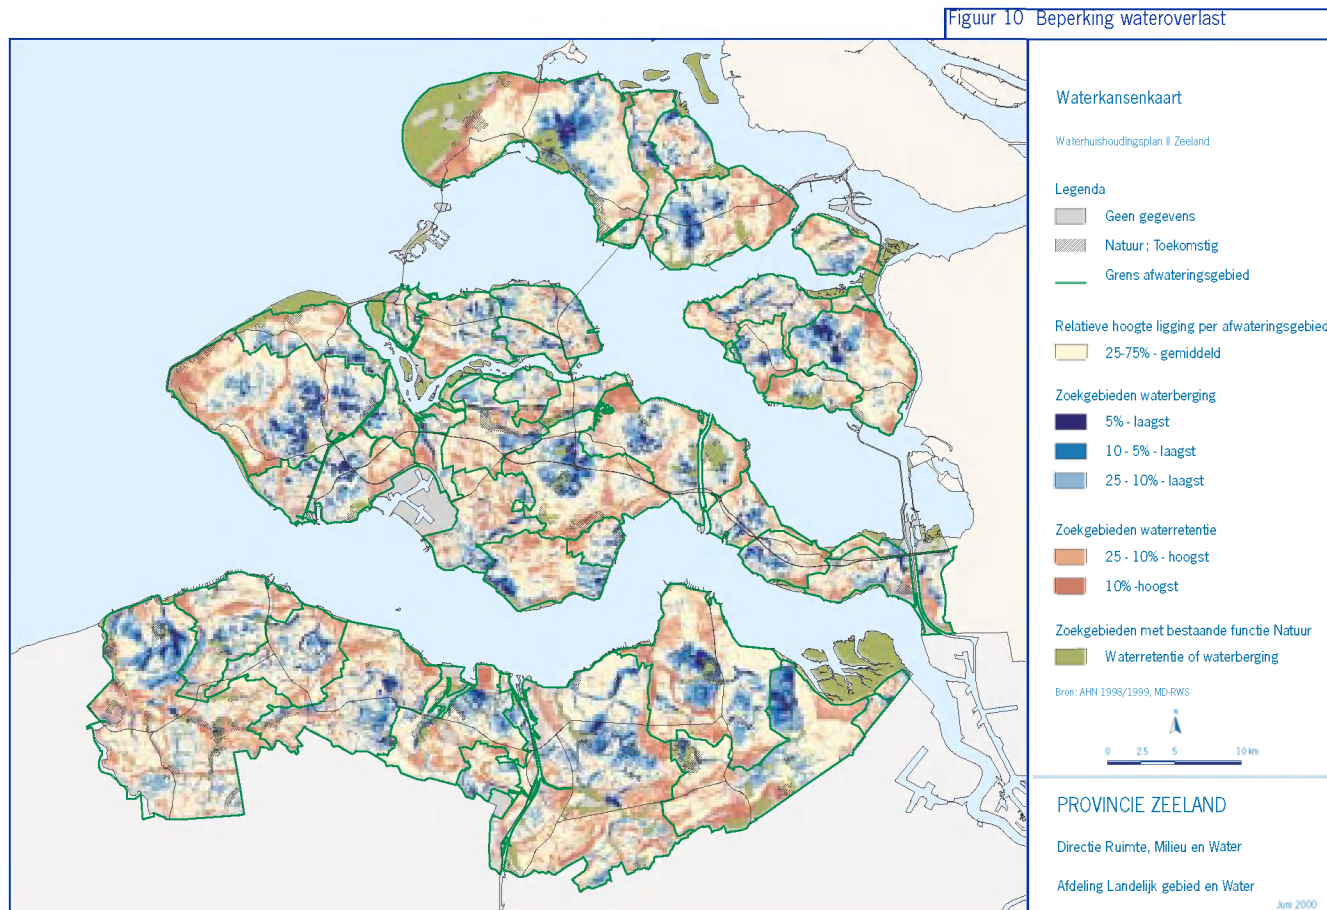 Figuur 10 Beperking wateroverlast
Waterkansenkaart
Waterhuishoudingsplan II Zeeland
Legenda
Geen gegevens
Natuur; Toekomstig
Grens afwateringsgebied
Relatieve hoogte ligging per afwateringsgebied
25-75% - gemiddeld
Zoekgebieden waterberging
5% - laagst
10 - 5% - laagst
25 - 10% - laagst
Zoekgebieden waterretentie
25 - 10% - hoogst
10% -hoogst
Zoekgebieden met bestaande functie Natuur
Waterretentie of waterberging
Bron: AHN 1998/1999, MD-RWS
N
0 2.5 5 10 km
PROVINCIE ZEELAND
Directie Ruimte, Milieu en Water
Afdeling Landelijk gebied en Water
Juni 2000